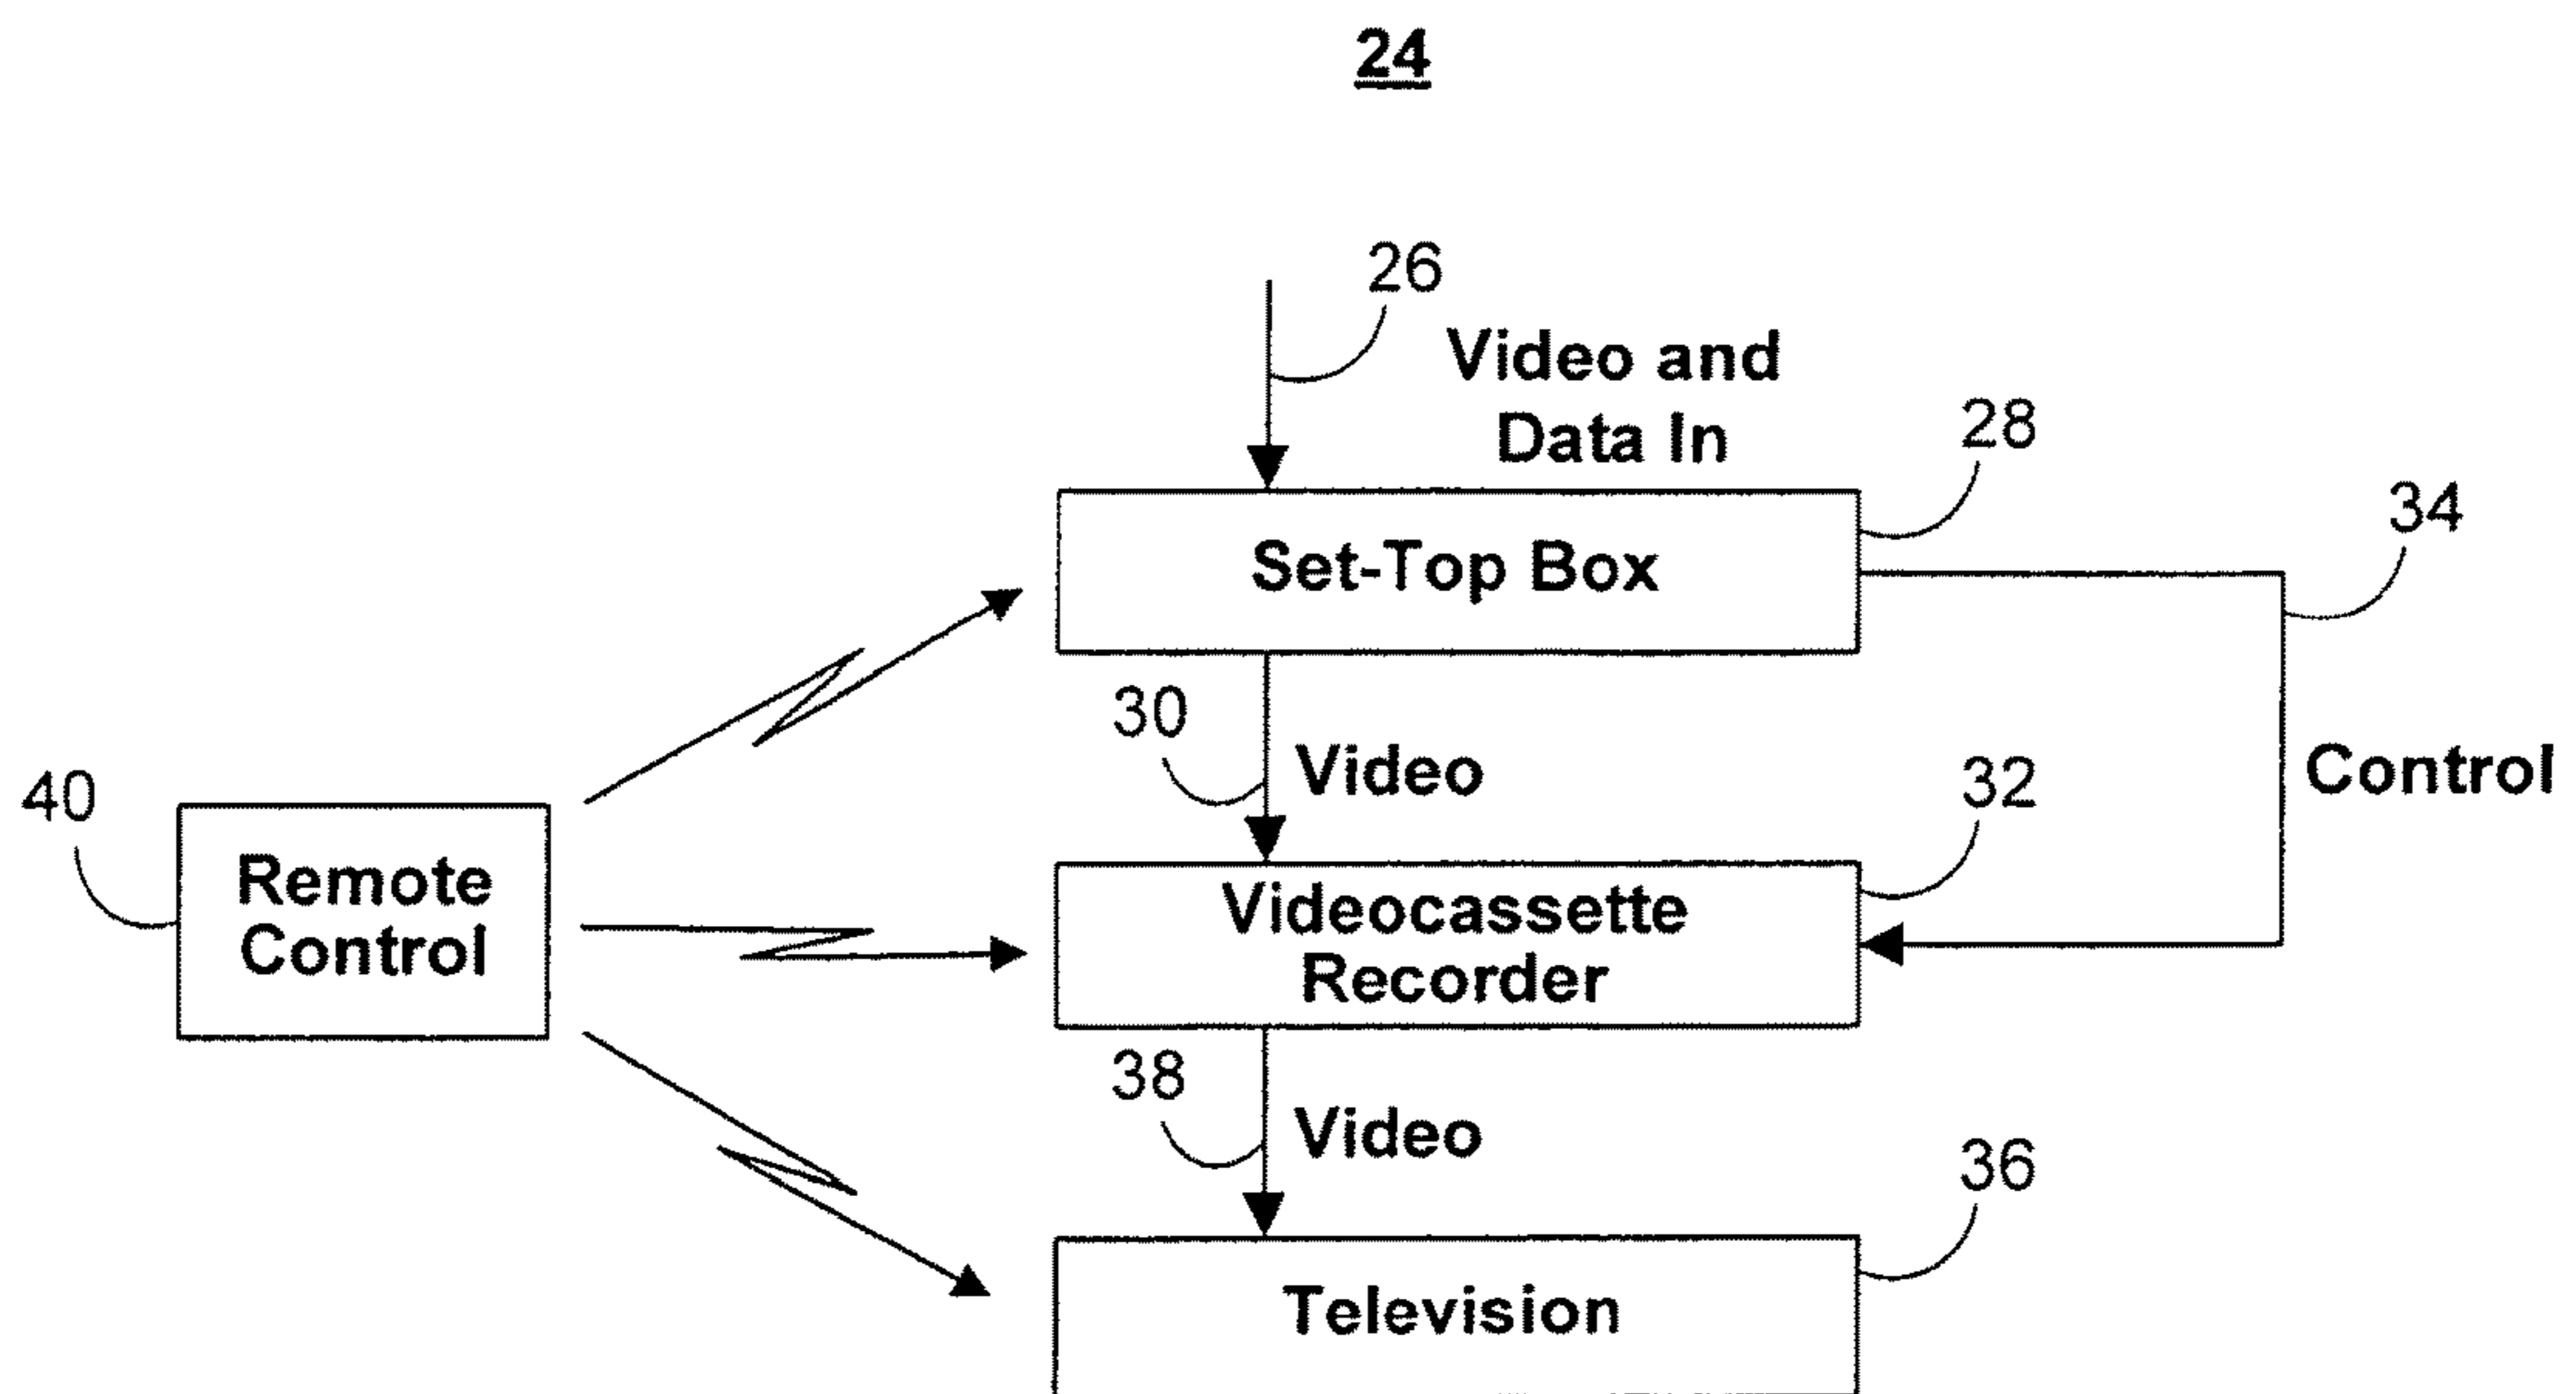 24
26
Video and
Data In
28
Set-Top Box
34
30
Video
Control
40
Remote
Control
32
Videocassette
Recorder
38
Video
36
Television